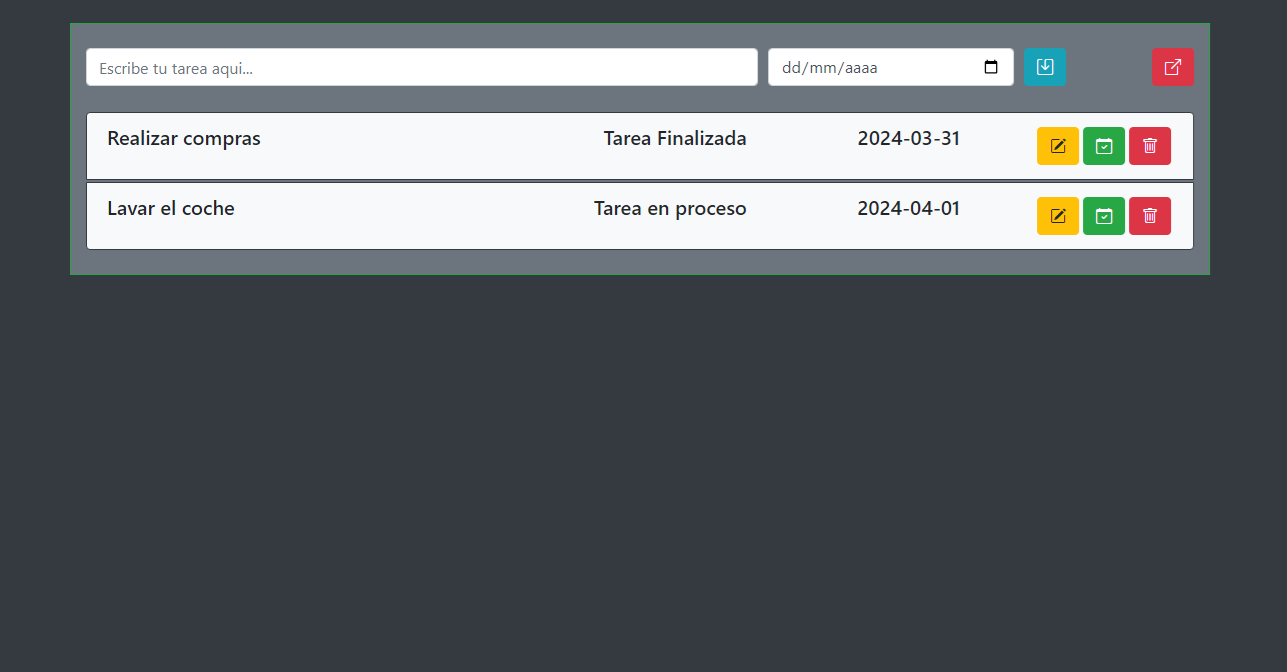 Escribe tu tarea aqui... dd/mm/aaaa
Realizar compras Tarea Finalizada 2024-03-31
Lavar el coche Tarea en proceso 2024-04-01